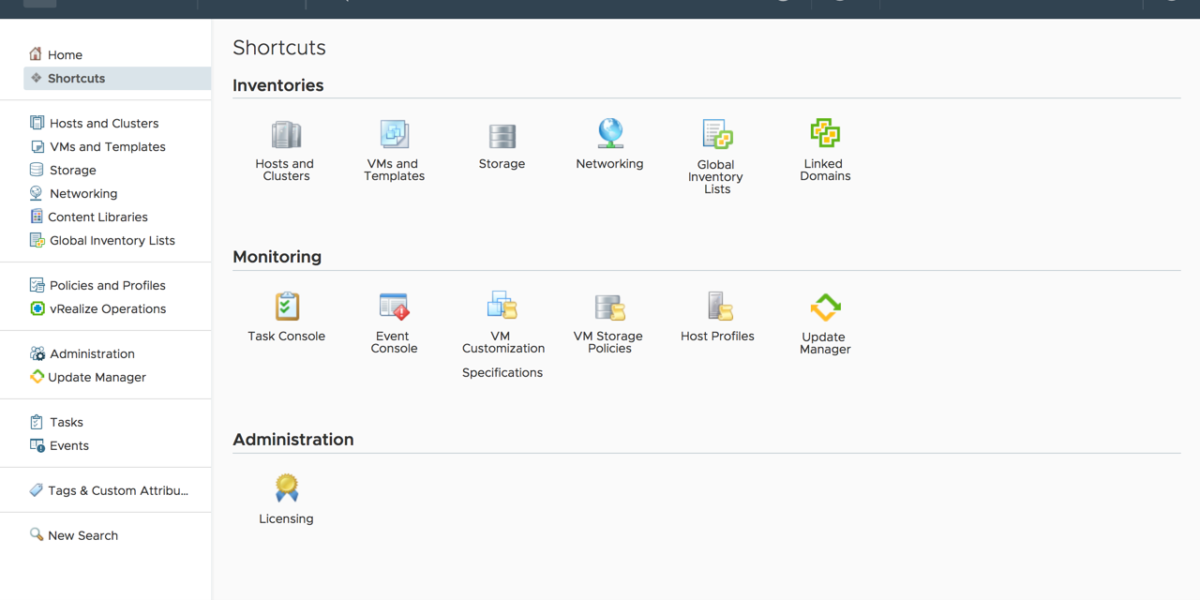 Home
Shortcuts
Hosts and Clusters
VMs and Templates
Storage
Networking
Content Libraries
Global Inventory Lists
Policies and Profiles
vRealize Operations
Administration
Update Manager
Tasks
Events
Tags & Custom Attribu...
New Search
Shortcuts
Inventories
Hosts and
Clusters
VMs and
Templates
Storage
Networking
Global
Inventory
Lists
Linked
Domains
Monitoring
Task Console
Event
Console
VM
Customization
Specifications
VM Storage
Policies
Host Profiles
Update
Manager
Administration
Licensing